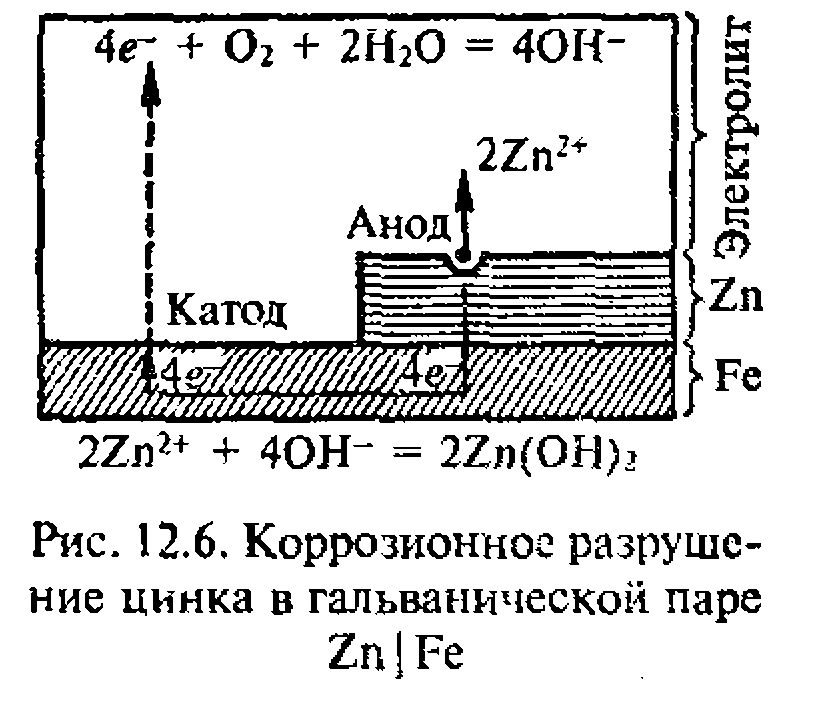 4e⁻ + O₂ + 2H₂O = 4OH⁻
2Zn²⁺
Анод
Катод
4e⁻
4e⁻
Электролит
Zn
Fe
2Zn²⁺ + 4OH⁻ = 2Zn(OH)₂
Рис. 12.6. Коррозионное разруше-
ние цинка в гальванической паре
Zn|Fe